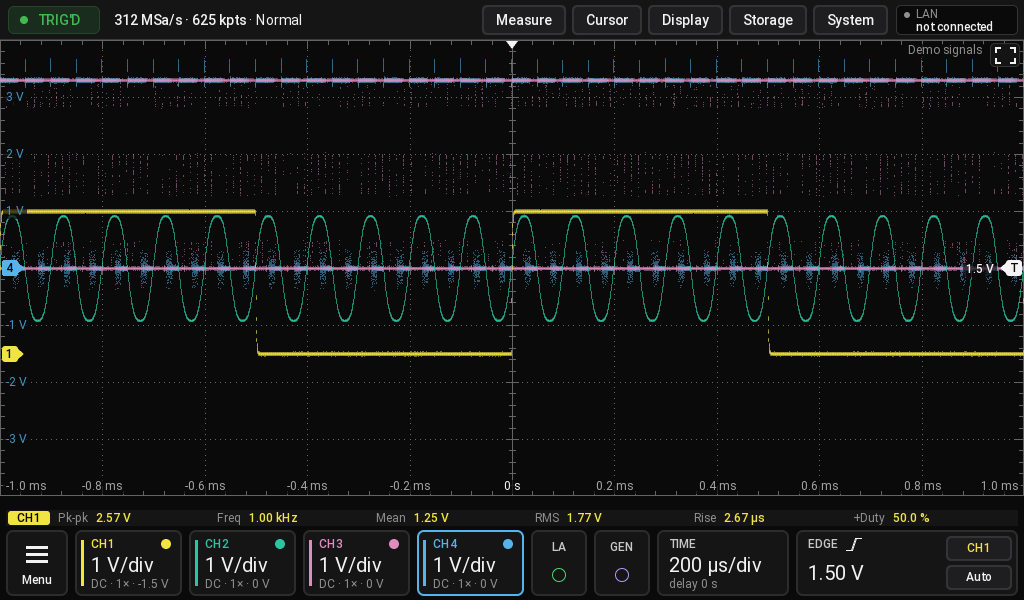 TRIG'D
312 MSa/s · 625 kpts · Normal
Measure
Cursor
Display
Storage
System
LAN
not connected
Demo signals
3 V
2 V
1 V
4
1.5 V
T
-1 V
1
-2 V
-3 V
-1.0 ms
-0.8 ms
-0.6 ms
-0.4 ms
-0.2 ms
0 s
0.2 ms
0.4 ms
0.6 ms
0.8 ms
1.0 ms
CH1 Pk-pk 2.57 V Freq 1.00 kHz Mean 1.25 V RMS 1.77 V Rise 2.67 µs +Duty 50.0 %
Menu
CH1
1 V/div
DC · 1× · -1.5 V
CH2
1 V/div
DC · 1× · 0 V
CH3
1 V/div
DC · 1× · 0 V
CH4
1 V/div
DC · 1× · 0 V
LA
GEN
TIME
200 µs/div
delay 0 s
EDGE
1.50 V
CH1
Auto